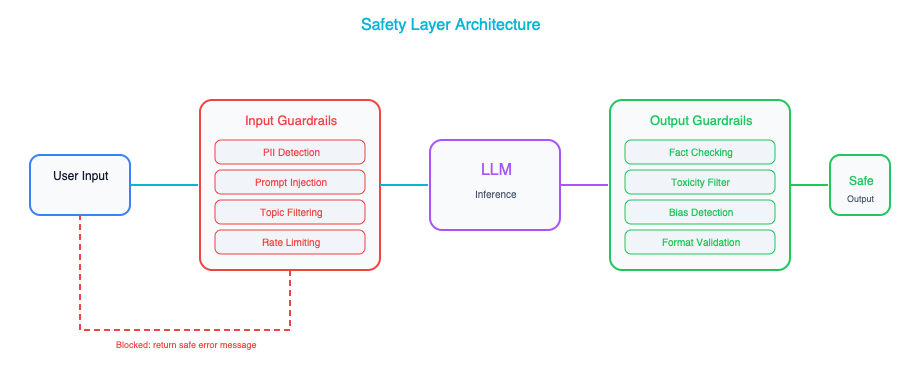 Safety Layer Architecture
User Input
Input Guardrails
PII Detection
Prompt Injection
Topic Filtering
Rate Limiting
LLM
Inference
Output Guardrails
Fact Checking
Toxicity Filter
Bias Detection
Format Validation
Safe
Output
Blocked: return safe error message